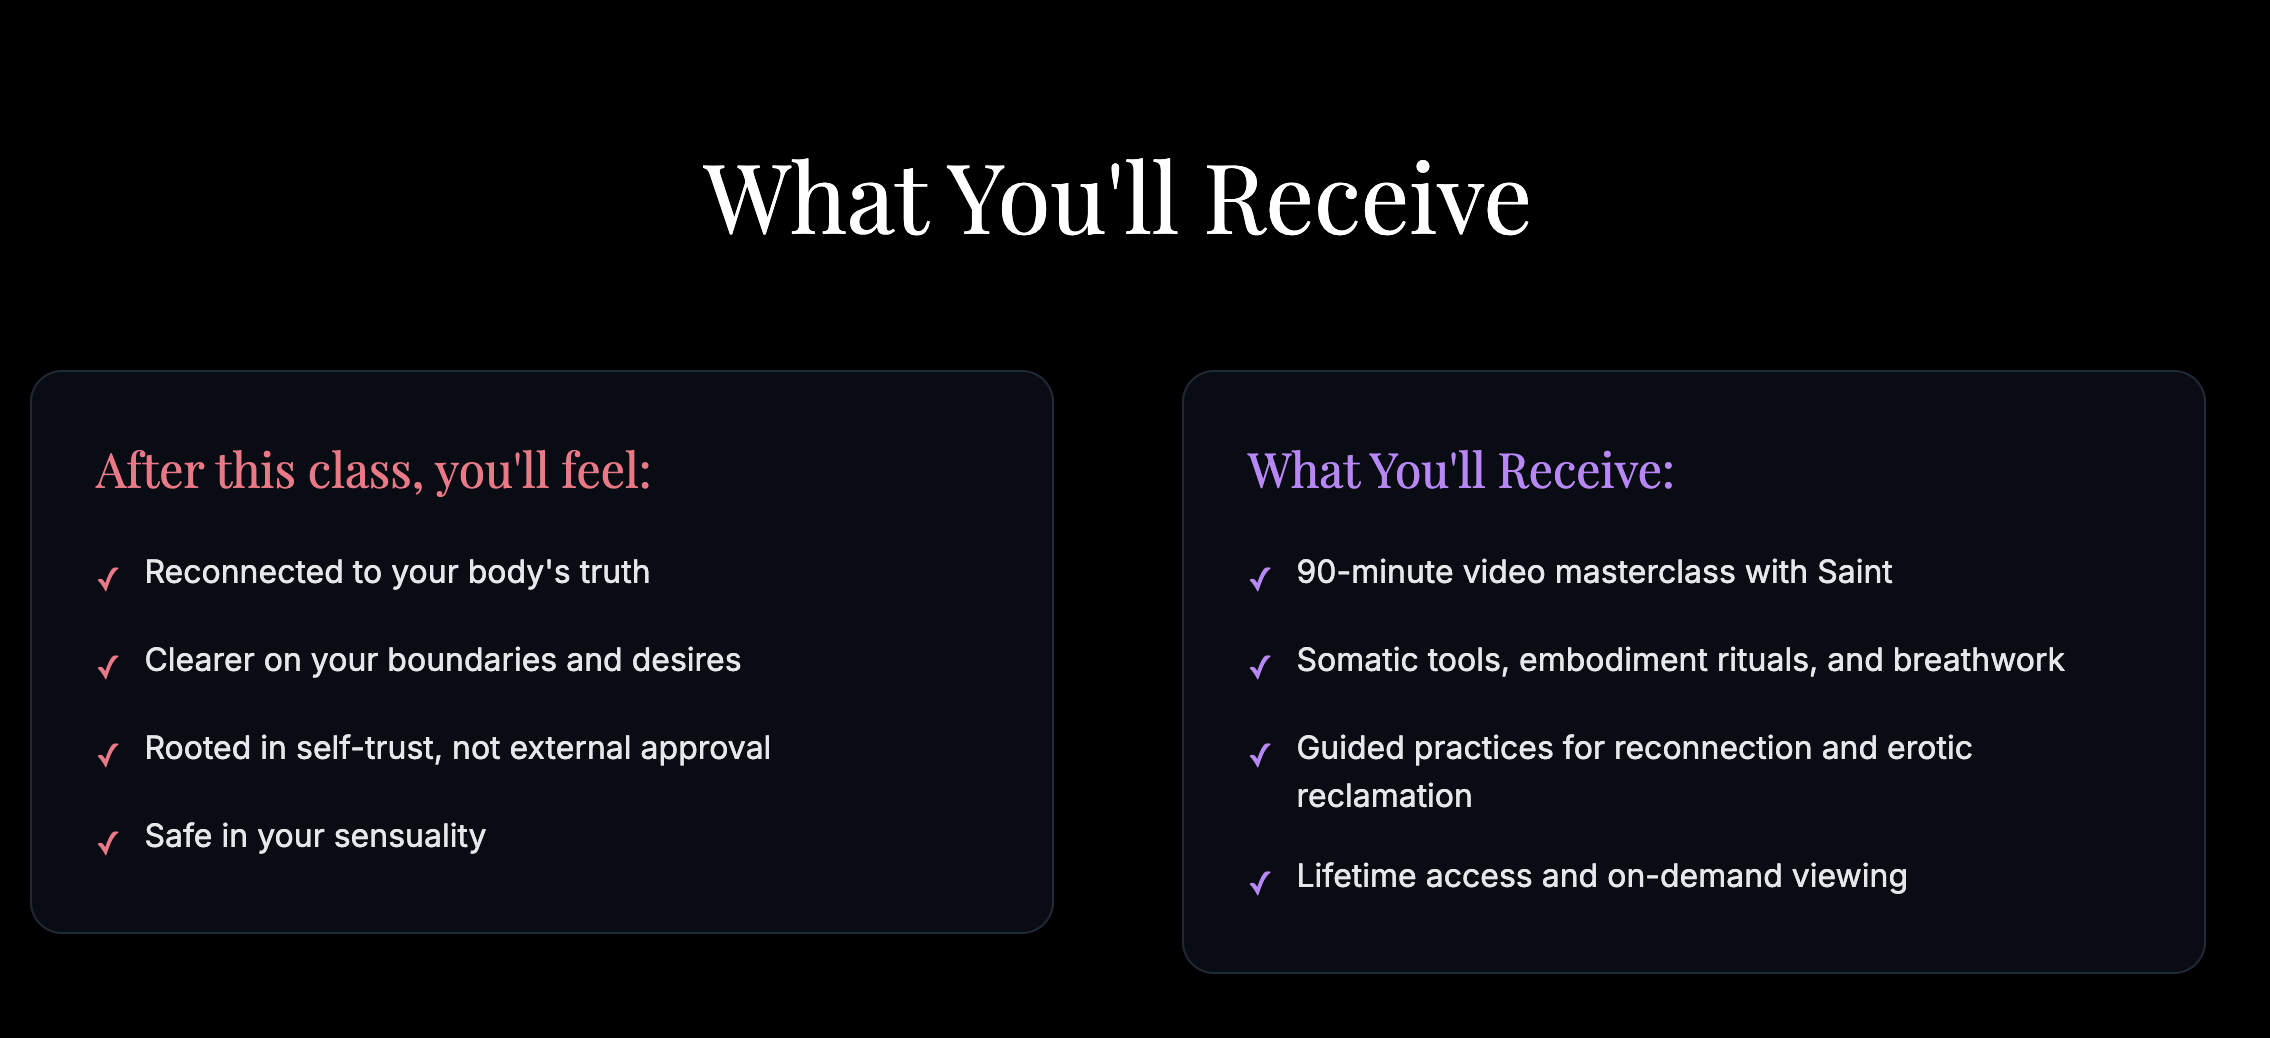 What You'll Receive
After this class, you'll feel:
✓ Reconnected to your body's truth
✓ Clearer on your boundaries and desires
✓ Rooted in self-trust, not external approval
✓ Safe in your sensuality
What You'll Receive:
✓ 90-minute video masterclass with Saint
✓ Somatic tools, embodiment rituals, and breathwork
✓ Guided practices for reconnection and erotic
reclamation
✓ Lifetime access and on-demand viewing